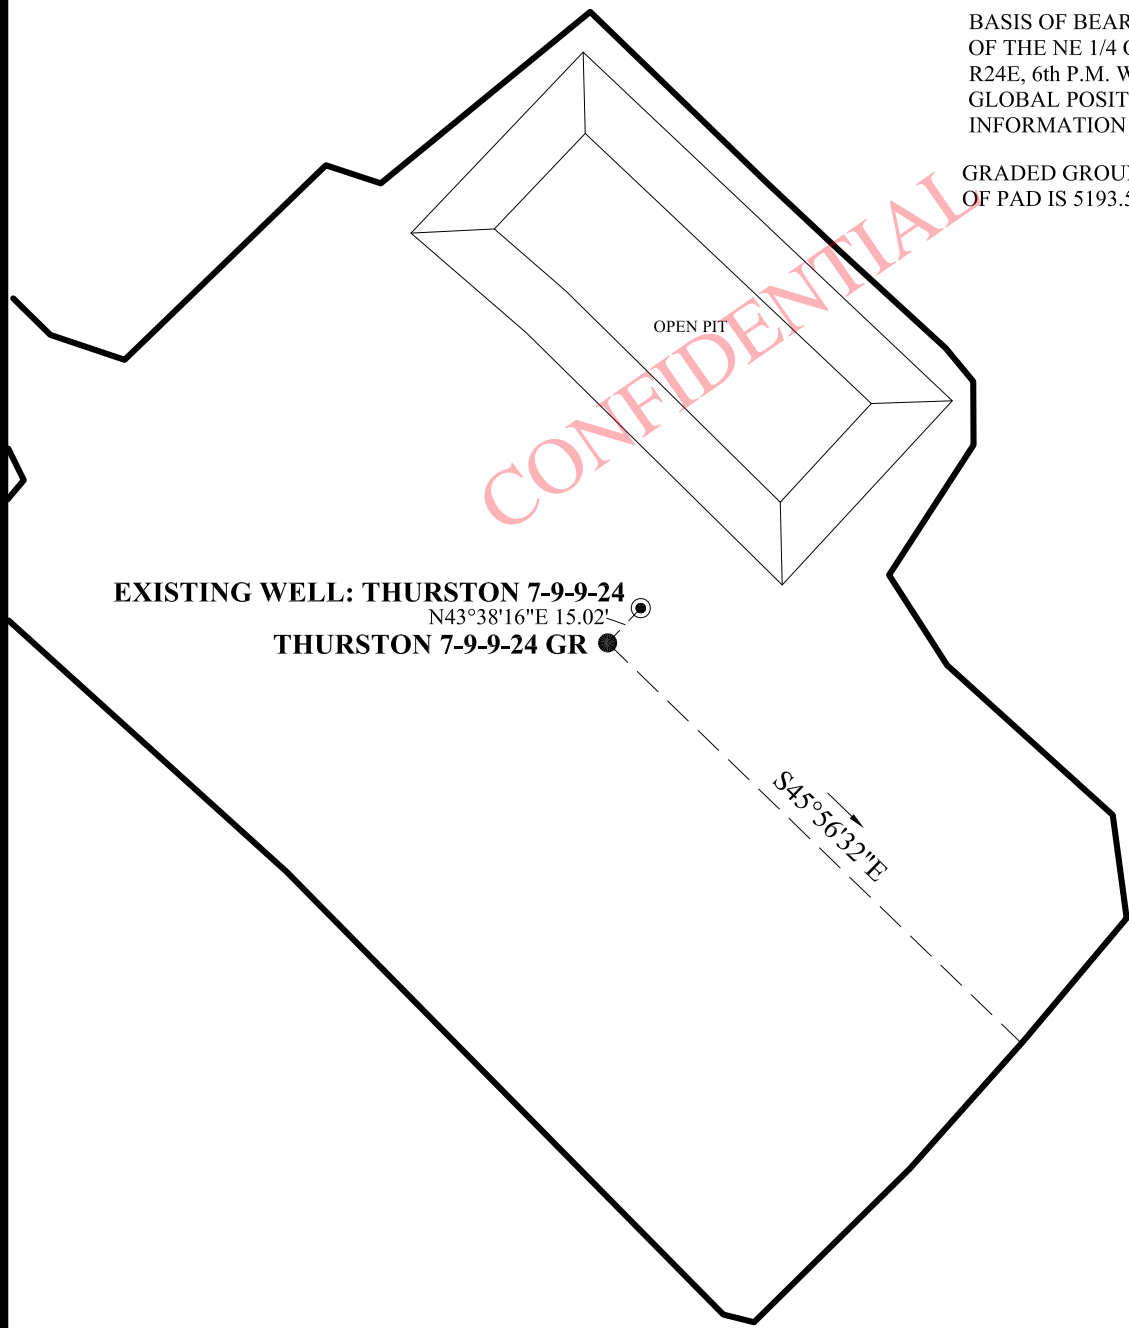 BASIS OF BEAR
OF THE NE 1/4
R24E, 6th P.M.
GLOBAL POSIT
INFORMATION
GRADED GROU
OF PAD IS 5193.5
CONFIDENTIAL
OPEN PIT
EXISTING WELL: THURSTON 7-9-9-24
N43°38'16"E 15.02'
THURSTON 7-9-9-24 GR
S45°56'32"E